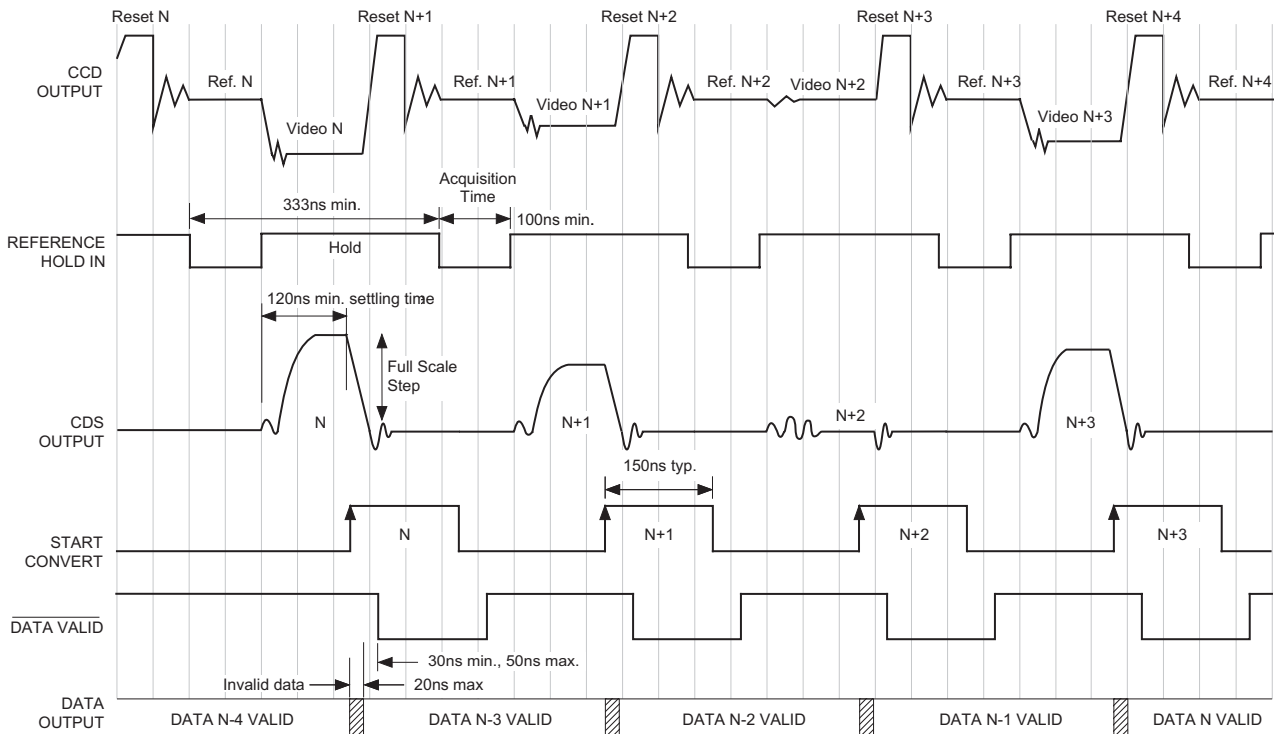 Reset N Reset N+1 Reset N+2 Reset N+3 Reset N+4
CCD
OUTPUT
Ref. N Ref. N+1 Ref. N+2 Video N+2 Ref. N+3 Ref. N+4
Video N Video N+1 Video N+3
Acquisition
Time
333ns min.
100ns min.
REFERENCE
HOLD IN
Hold
120ns min. settling time
Full Scale
Step
CDS
OUTPUT
N N+1 N+2 N+3
150ns typ.
START
CONVERT
N N+1 N+2 N+3
DATA VALID
30ns min., 50ns max.
Invalid data 20ns max
DATA
OUTPUT
DATA N-4 VALID DATA N-3 VALID DATA N-2 VALID DATA N-1 VALID DATA N VALID